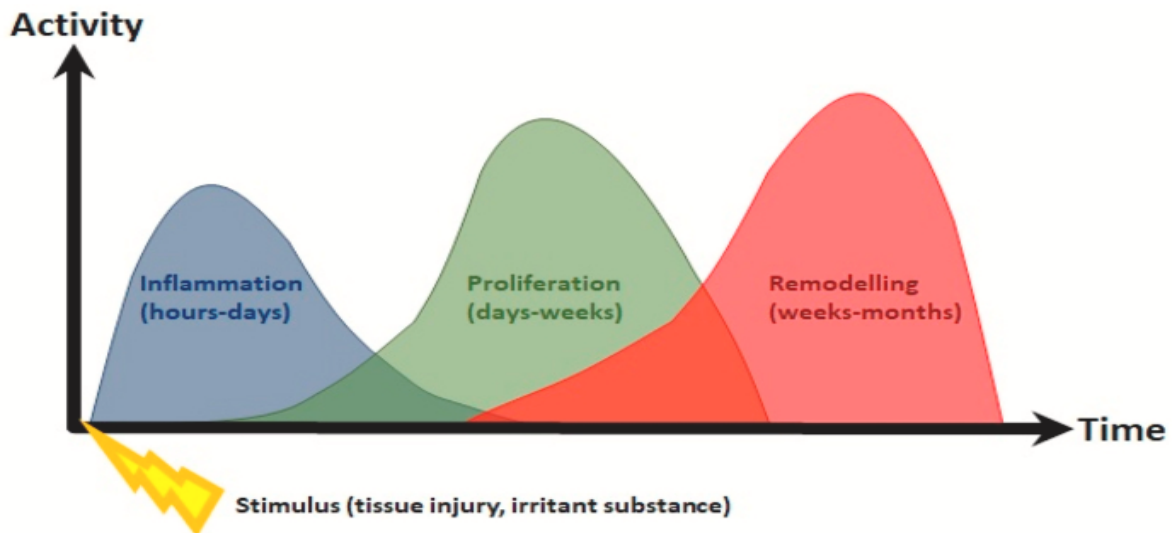 Activity
Inflammation
(hours-days)
Proliferation
(days-weeks)
Remodelling
(weeks-months)
Time
Stimulus (tissue injury, irritant substance)